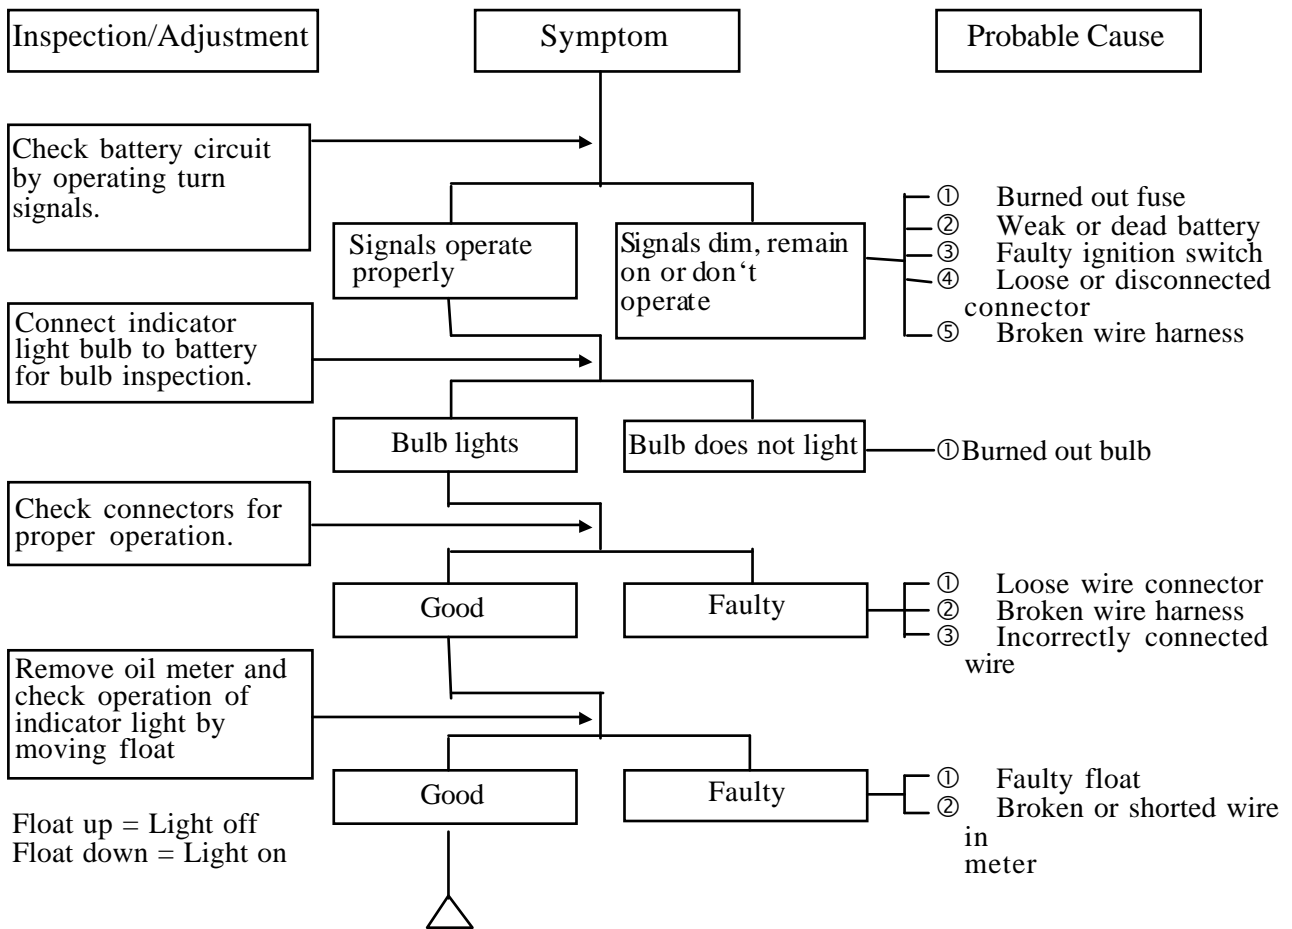 Inspection/Adjustment
Symptom
Probable Cause
Check battery circuit
by operating turn
signals.
Signals operate
properly
Signals dim, remain
on or don‘t
operate
① Burned out fuse
② Weak or dead battery
③ Faulty ignition switch
④ Loose or disconnected
connector
⑤ Broken wire harness
Connect indicator
light bulb to battery
for bulb inspection.
Bulb lights
Bulb does not light
①Burned out bulb
Check connectors for
proper operation.
Good
Faulty
① Loose wire connector
② Broken wire harness
③ Incorrectly connected
wire
Remove oil meter and
check operation of
indicator light by
moving float
Good
Faulty
① Faulty float
② Broken or shorted wire
in
meter
Float up = Light off
Float down = Light on